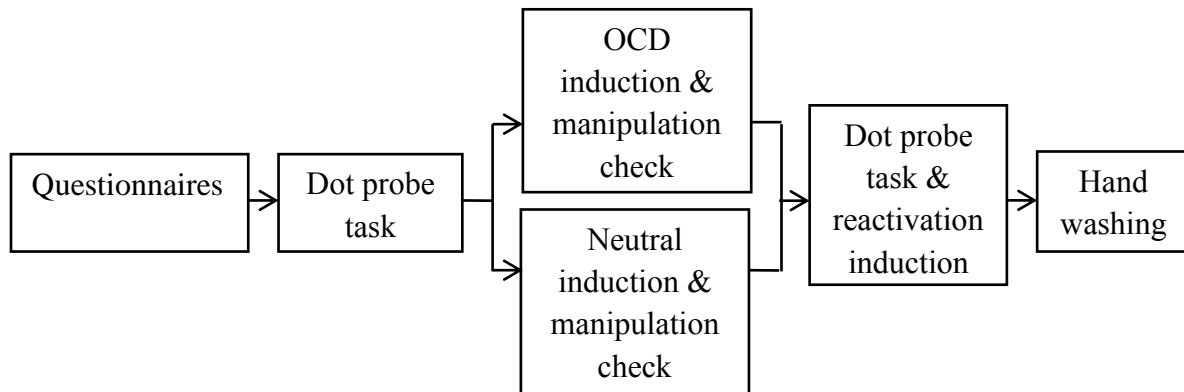 Questionnaires
Dot probe
task
OCD
induction &
manipulation
check
Neutral
induction &
manipulation
check
Dot probe
task &
reactivation
induction
Hand
washing